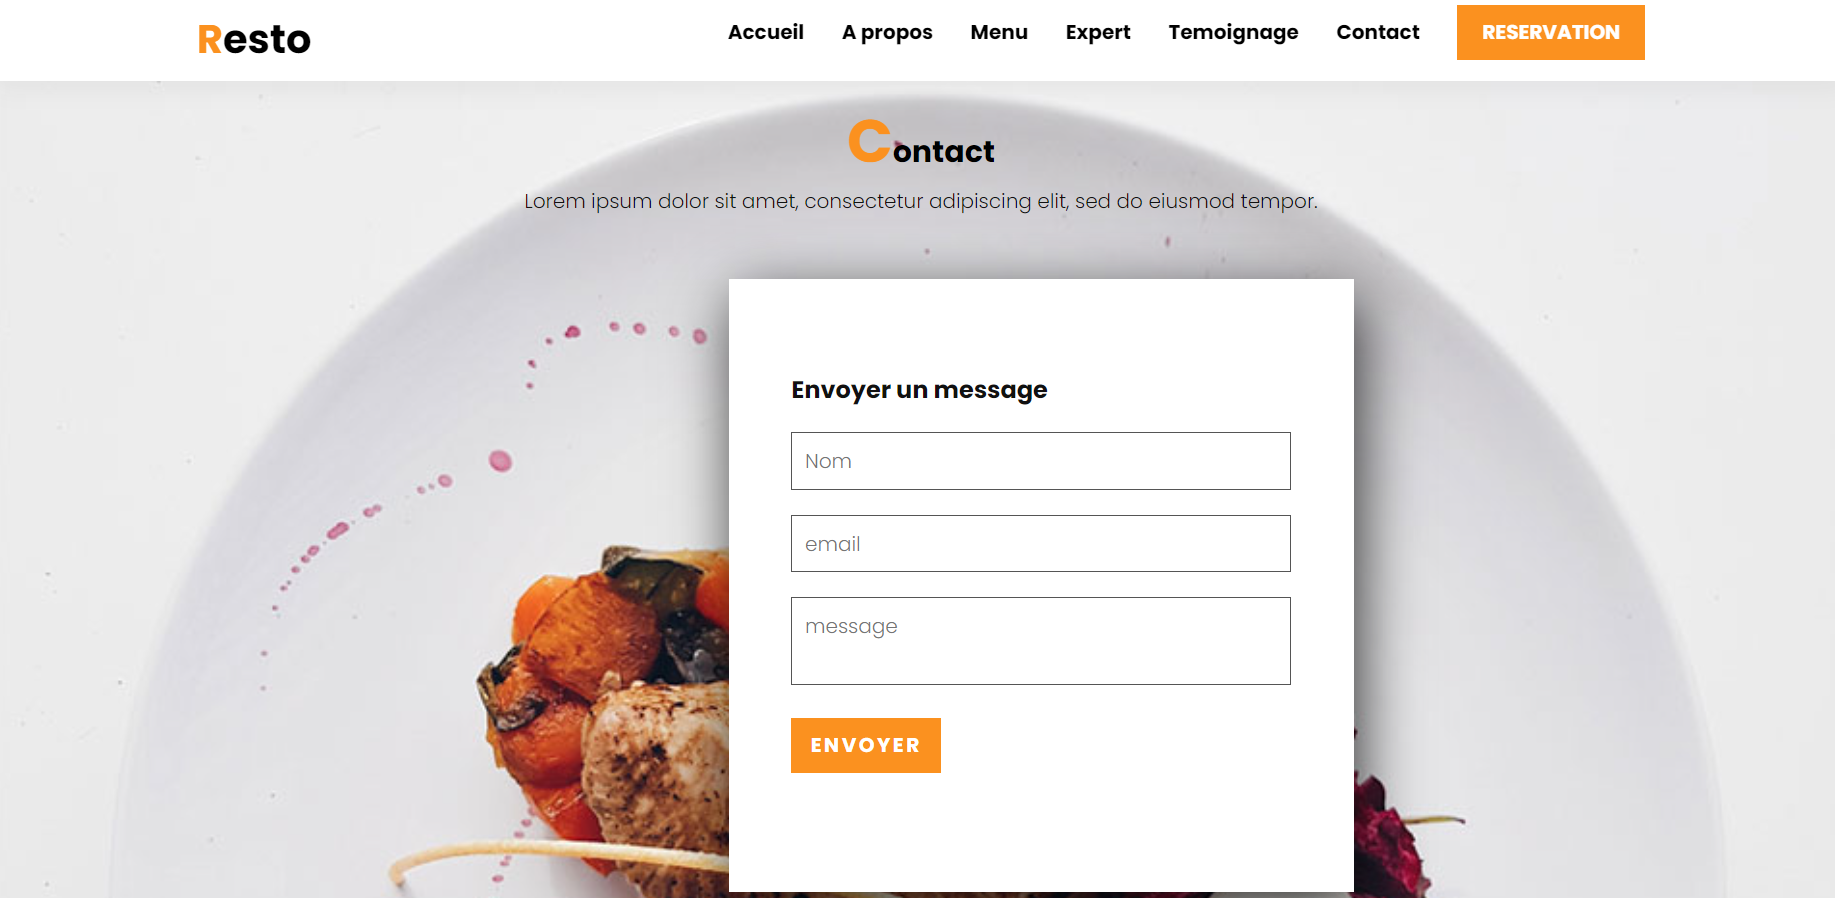 Resto
Accueil A propos Menu Expert Temoignage Contact RESERVATION
Contact
Lorem ipsum dolor sit amet, consectetur adipiscing elit, sed do eiusmod tempor.
Envoyer un message
Nom
email
message
ENVOYER